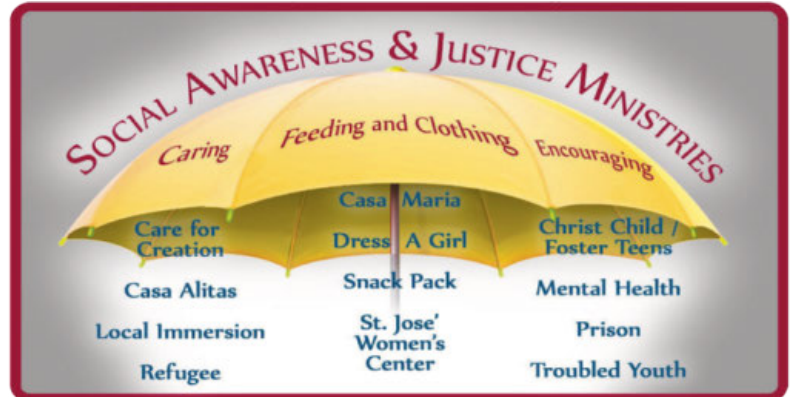 SOCIAL AWARENESS & JUSTICE MINISTRIES
Caring
Feeding and Clothing
Encouraging
Care for
Creation
Casa Alitas
Local Immersion
Refugee
Casa Maria
Dress A Girl
Snack Pack
St. Jose'
Women's
Center
Christ Child /
Foster Teens
Mental Health
Prison
Troubled Youth